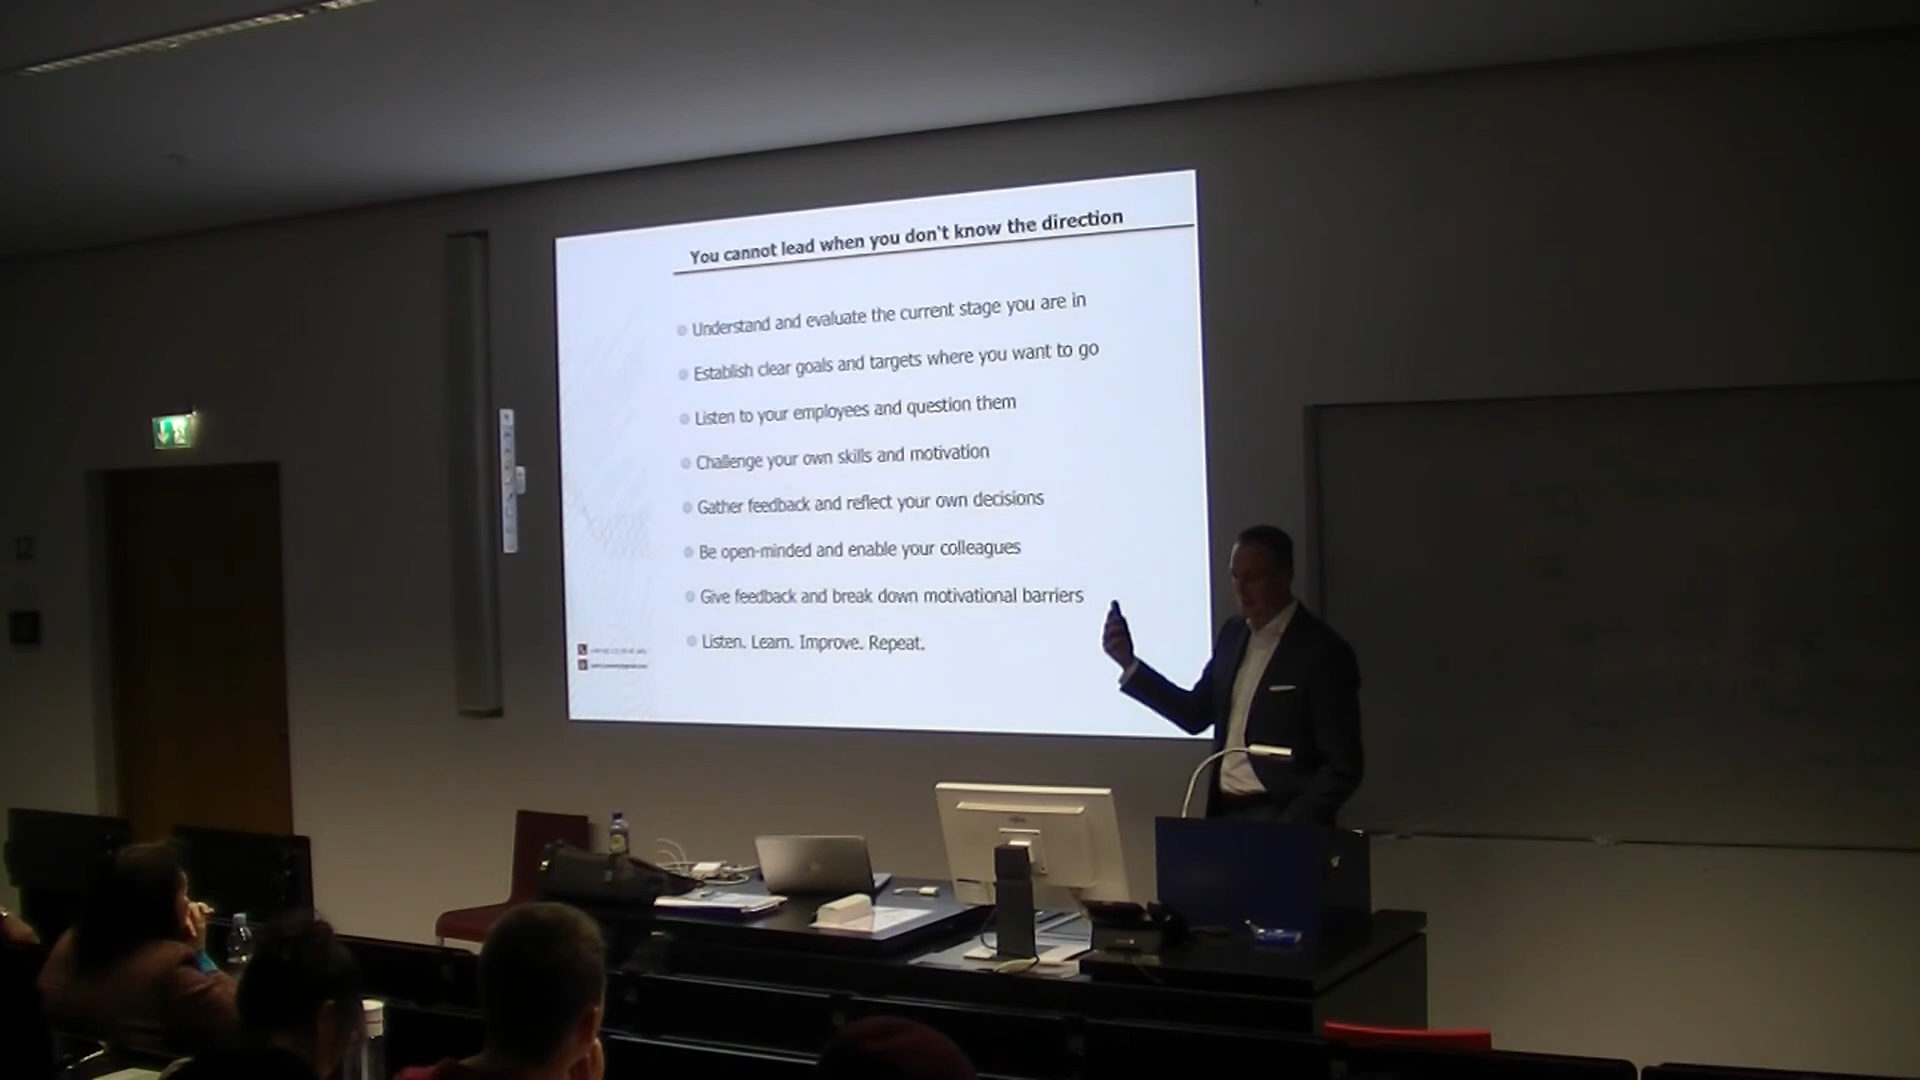 You cannot lead when you don't know the direction
Understand and evaluate the current stage you are in
Establish clear goals and targets where you want to go
Listen to your employees and question them
Challenge your own skills and motivation
Gather feedback and reflect your own decisions
Be open-minded and enable your colleagues
Give feedback and break down motivational barriers
Listen. Learn. Improve. Repeat.